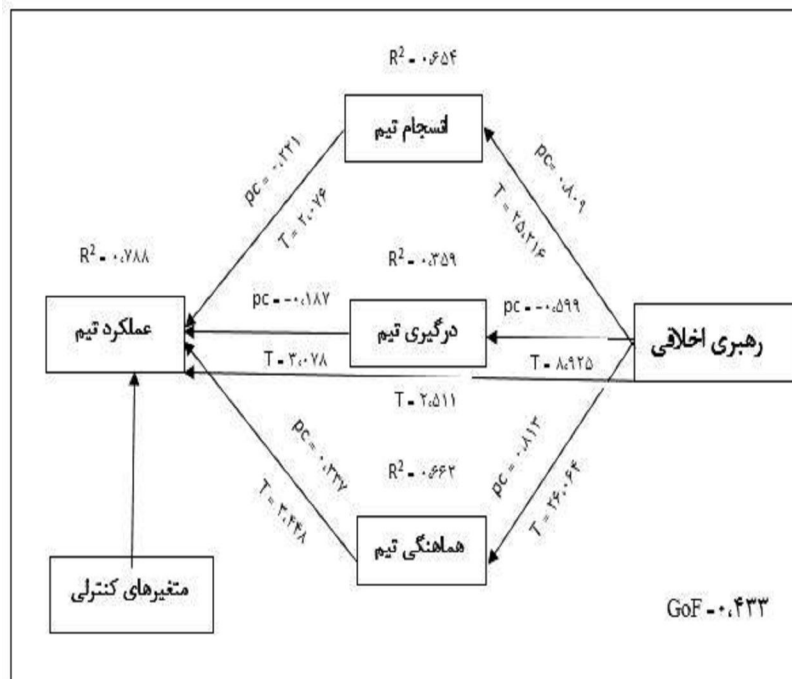 R² = ۰،۶۵۴
انسجام تیم
pc = ۰،۲۲۱
T = ۲،۰۷۶
pc= ۰،۸۰۹
T = ۲۵،۲۱۶
R² = ۰،۷۸۸
عملکرد تیم
R² = ۰،۳۵۹
درگیری تیم
pc = -۰،۱۸۷
T = ۳،۰۷۸
pc = -۰،۵۹۹
T = ۸،۹۲۵
رهبری اخلاقی
T = ۲،۵۱۱
R² = ۰،۶۶۲
هماهنگی تیم
pc = ۰،۳۳۷
T = ۳،۴۴۸
pc = ۰،۸۱۳
T = ۲۶،۰۶۴
متغیرهای کنترلی
GoF = ۰،۴۳۳